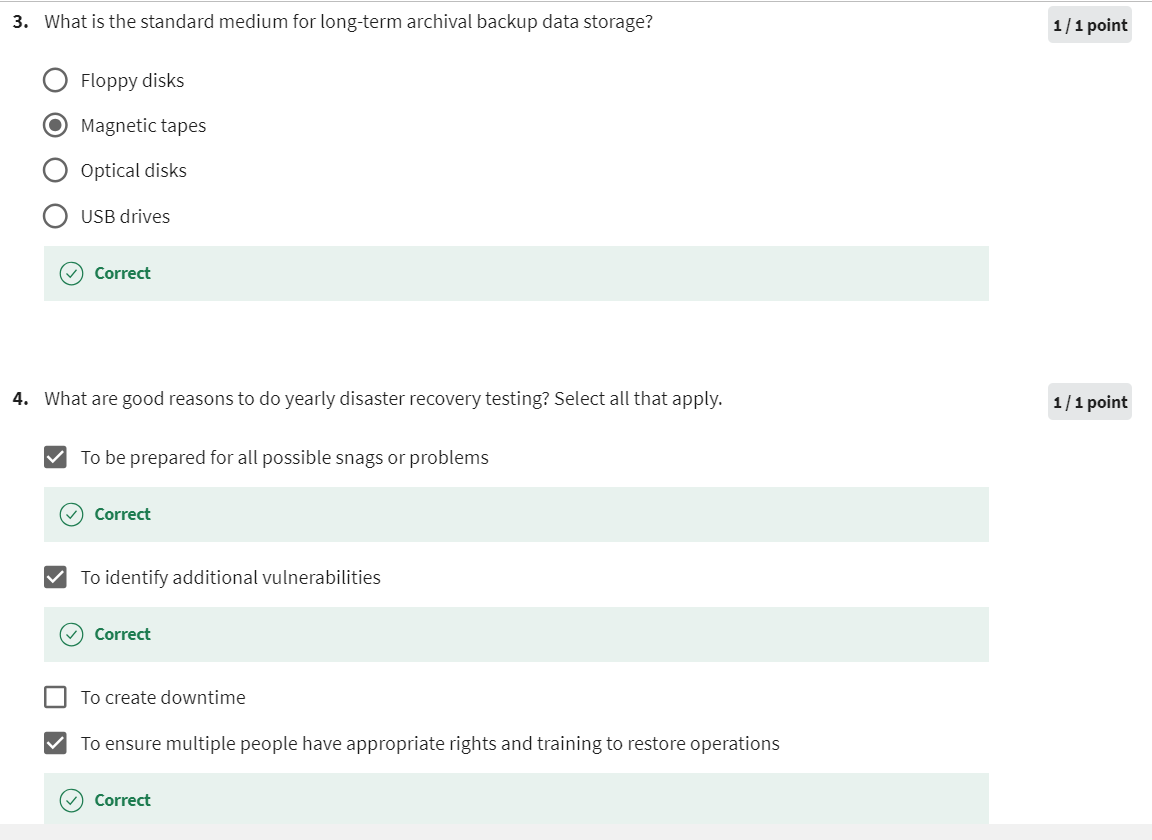 3. What is the standard medium for long-term archival backup data storage?
1 / 1 point
Floppy disks
Magnetic tapes
Optical disks
USB drives
Correct
4. What are good reasons to do yearly disaster recovery testing? Select all that apply.
1 / 1 point
To be prepared for all possible snags or problems
Correct
To identify additional vulnerabilities
Correct
To create downtime
To ensure multiple people have appropriate rights and training to restore operations
Correct